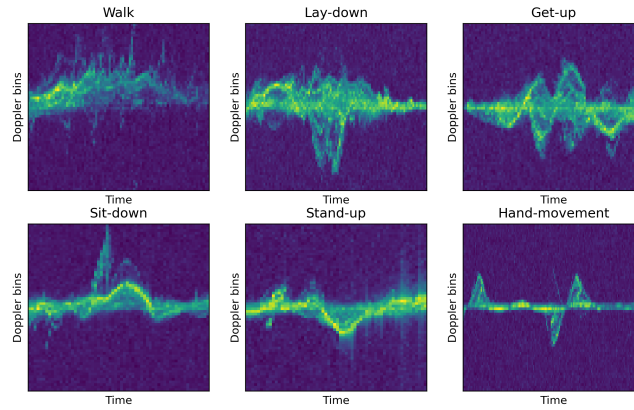 Walk
Lay-down
Get-up
Doppler bins
Doppler bins
Doppler bins
Time
Time
Time
Sit-down
Stand-up
Hand-movement
Doppler bins
Doppler bins
Doppler bins
Time
Time
Time